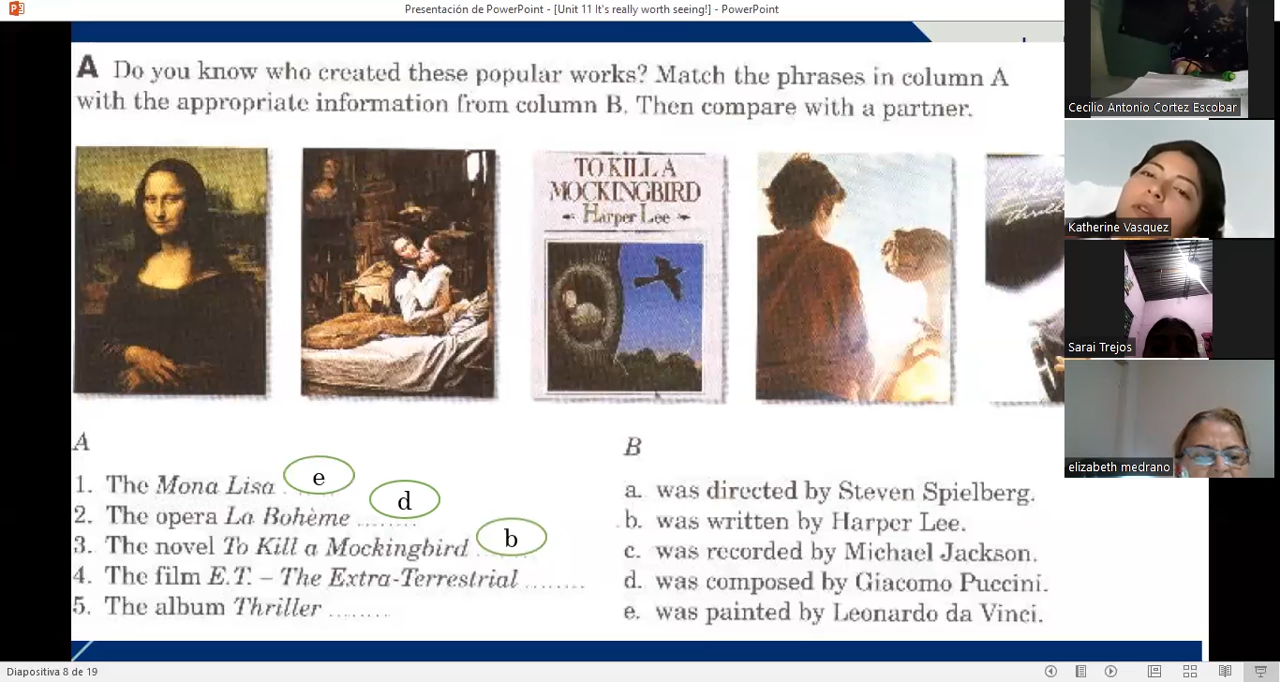 Presentación de PowerPoint - [Unit 11 It's really worth seeing!] - PowerPoint
A Do you know who created these popular works? Match the phrases in column A
with the appropriate information from column B. Then compare with a partner.
TO KILL A
MOCKINGBIRD
Harper Lee
Thriller
A
1. The Mona Lisa ..... e
2. The opera La Bohème ........ d
3. The novel To Kill a Mockingbird ........ b
4. The film E.T. – The Extra-Terrestrial ........
5. The album Thriller ........
B
a. was directed by Steven Spielberg.
b. was written by Harper Lee.
c. was recorded by Michael Jackson.
d. was composed by Giacomo Puccini.
e. was painted by Leonardo da Vinci.
Cecilio Antonio Cortez Escobar
Katherine Vasquez
Sarai Trejos
elizabeth medrano
Diapositiva 8 de 19